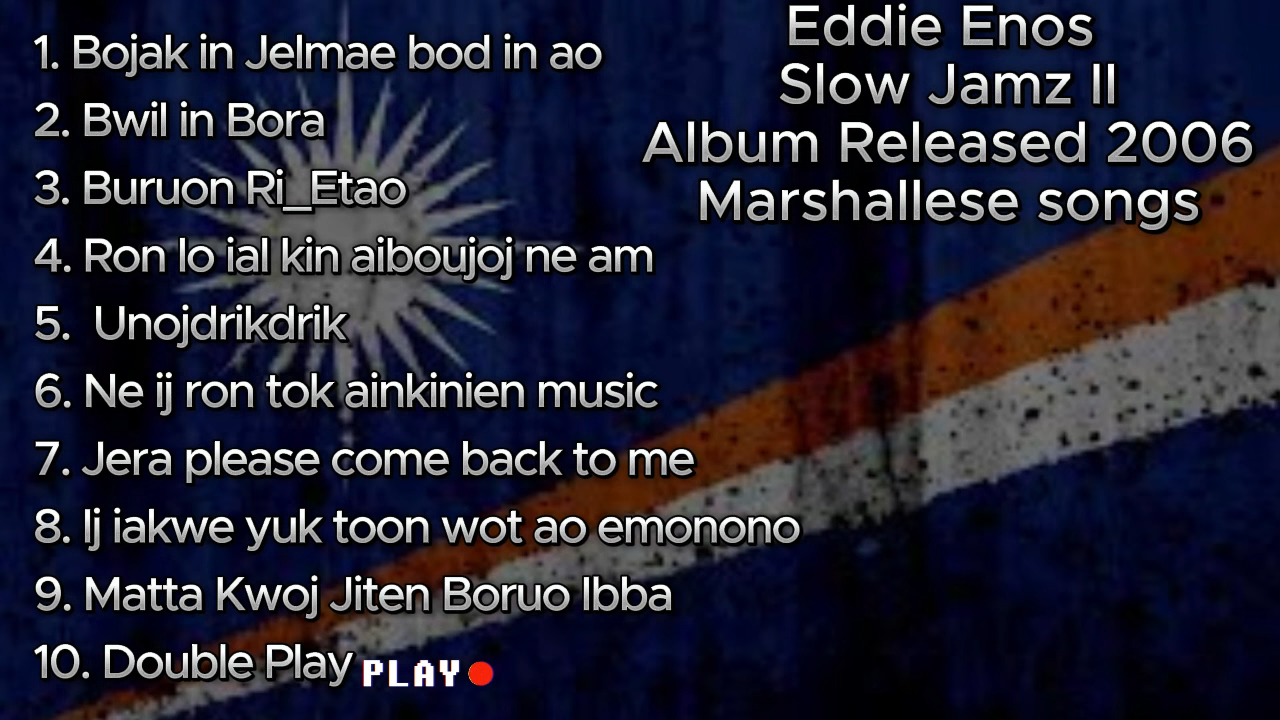 1. Bojak in Jelmae bod in ao
2. Bwil in Bora
3. Buruon Ri_Etao
4. Ron lo ial kin aiboujoj ne am
5. Unojdrikdrik
6. Ne ij ron tok ainkinien music
7. Jera please come back to me
8. Ij iakwe yuk toon wot ao emonono
9. Matta Kwoj Jiten Boruo Ibba
10. Double Play
PLAY
Eddie Enos
Slow Jamz II
Album Released 2006
Marshallese songs